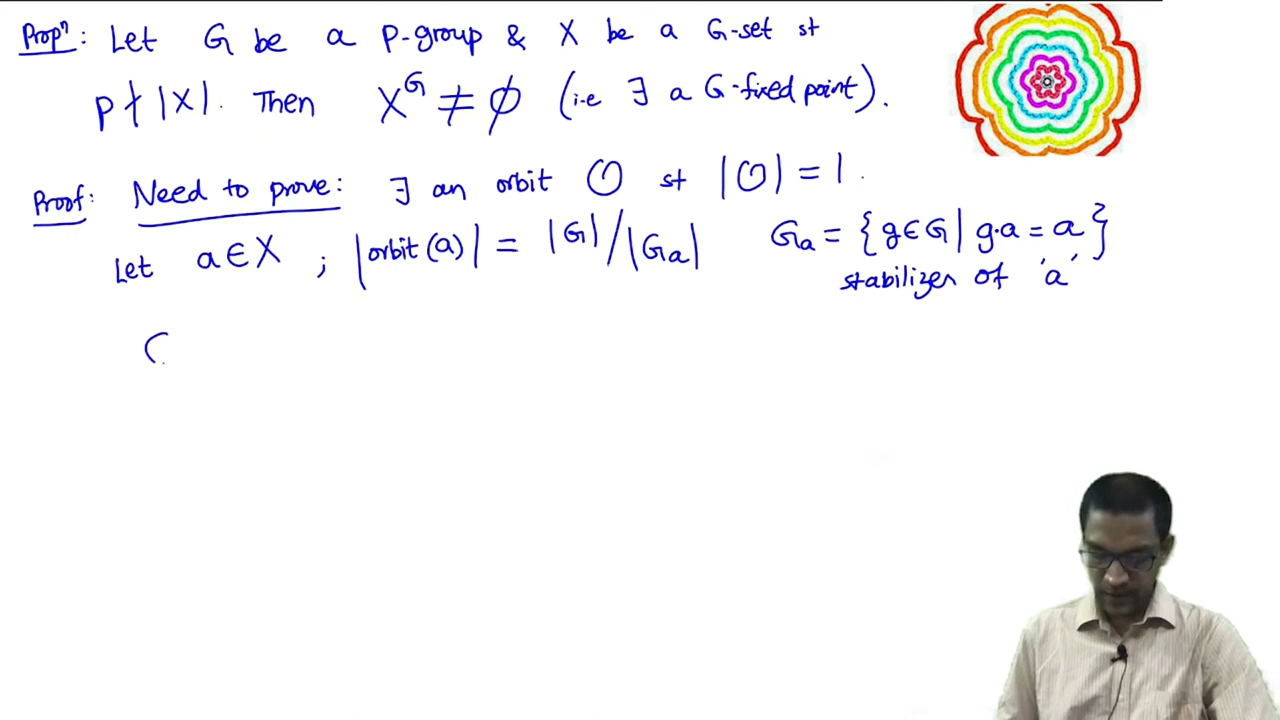 Propⁿ: Let G be a p-group & X be a G-set st
p ∤ |X|. Then X^G ≠ ∅ (i.e ∃ a G-fixed point).
Proof: Need to prove: ∃ an orbit O st |O| = 1.
Let a ∈ X ; |orbit(a)| = |G| / |G_a| G_a = {g ∈ G | g·a = a}
stabilizer of 'a'